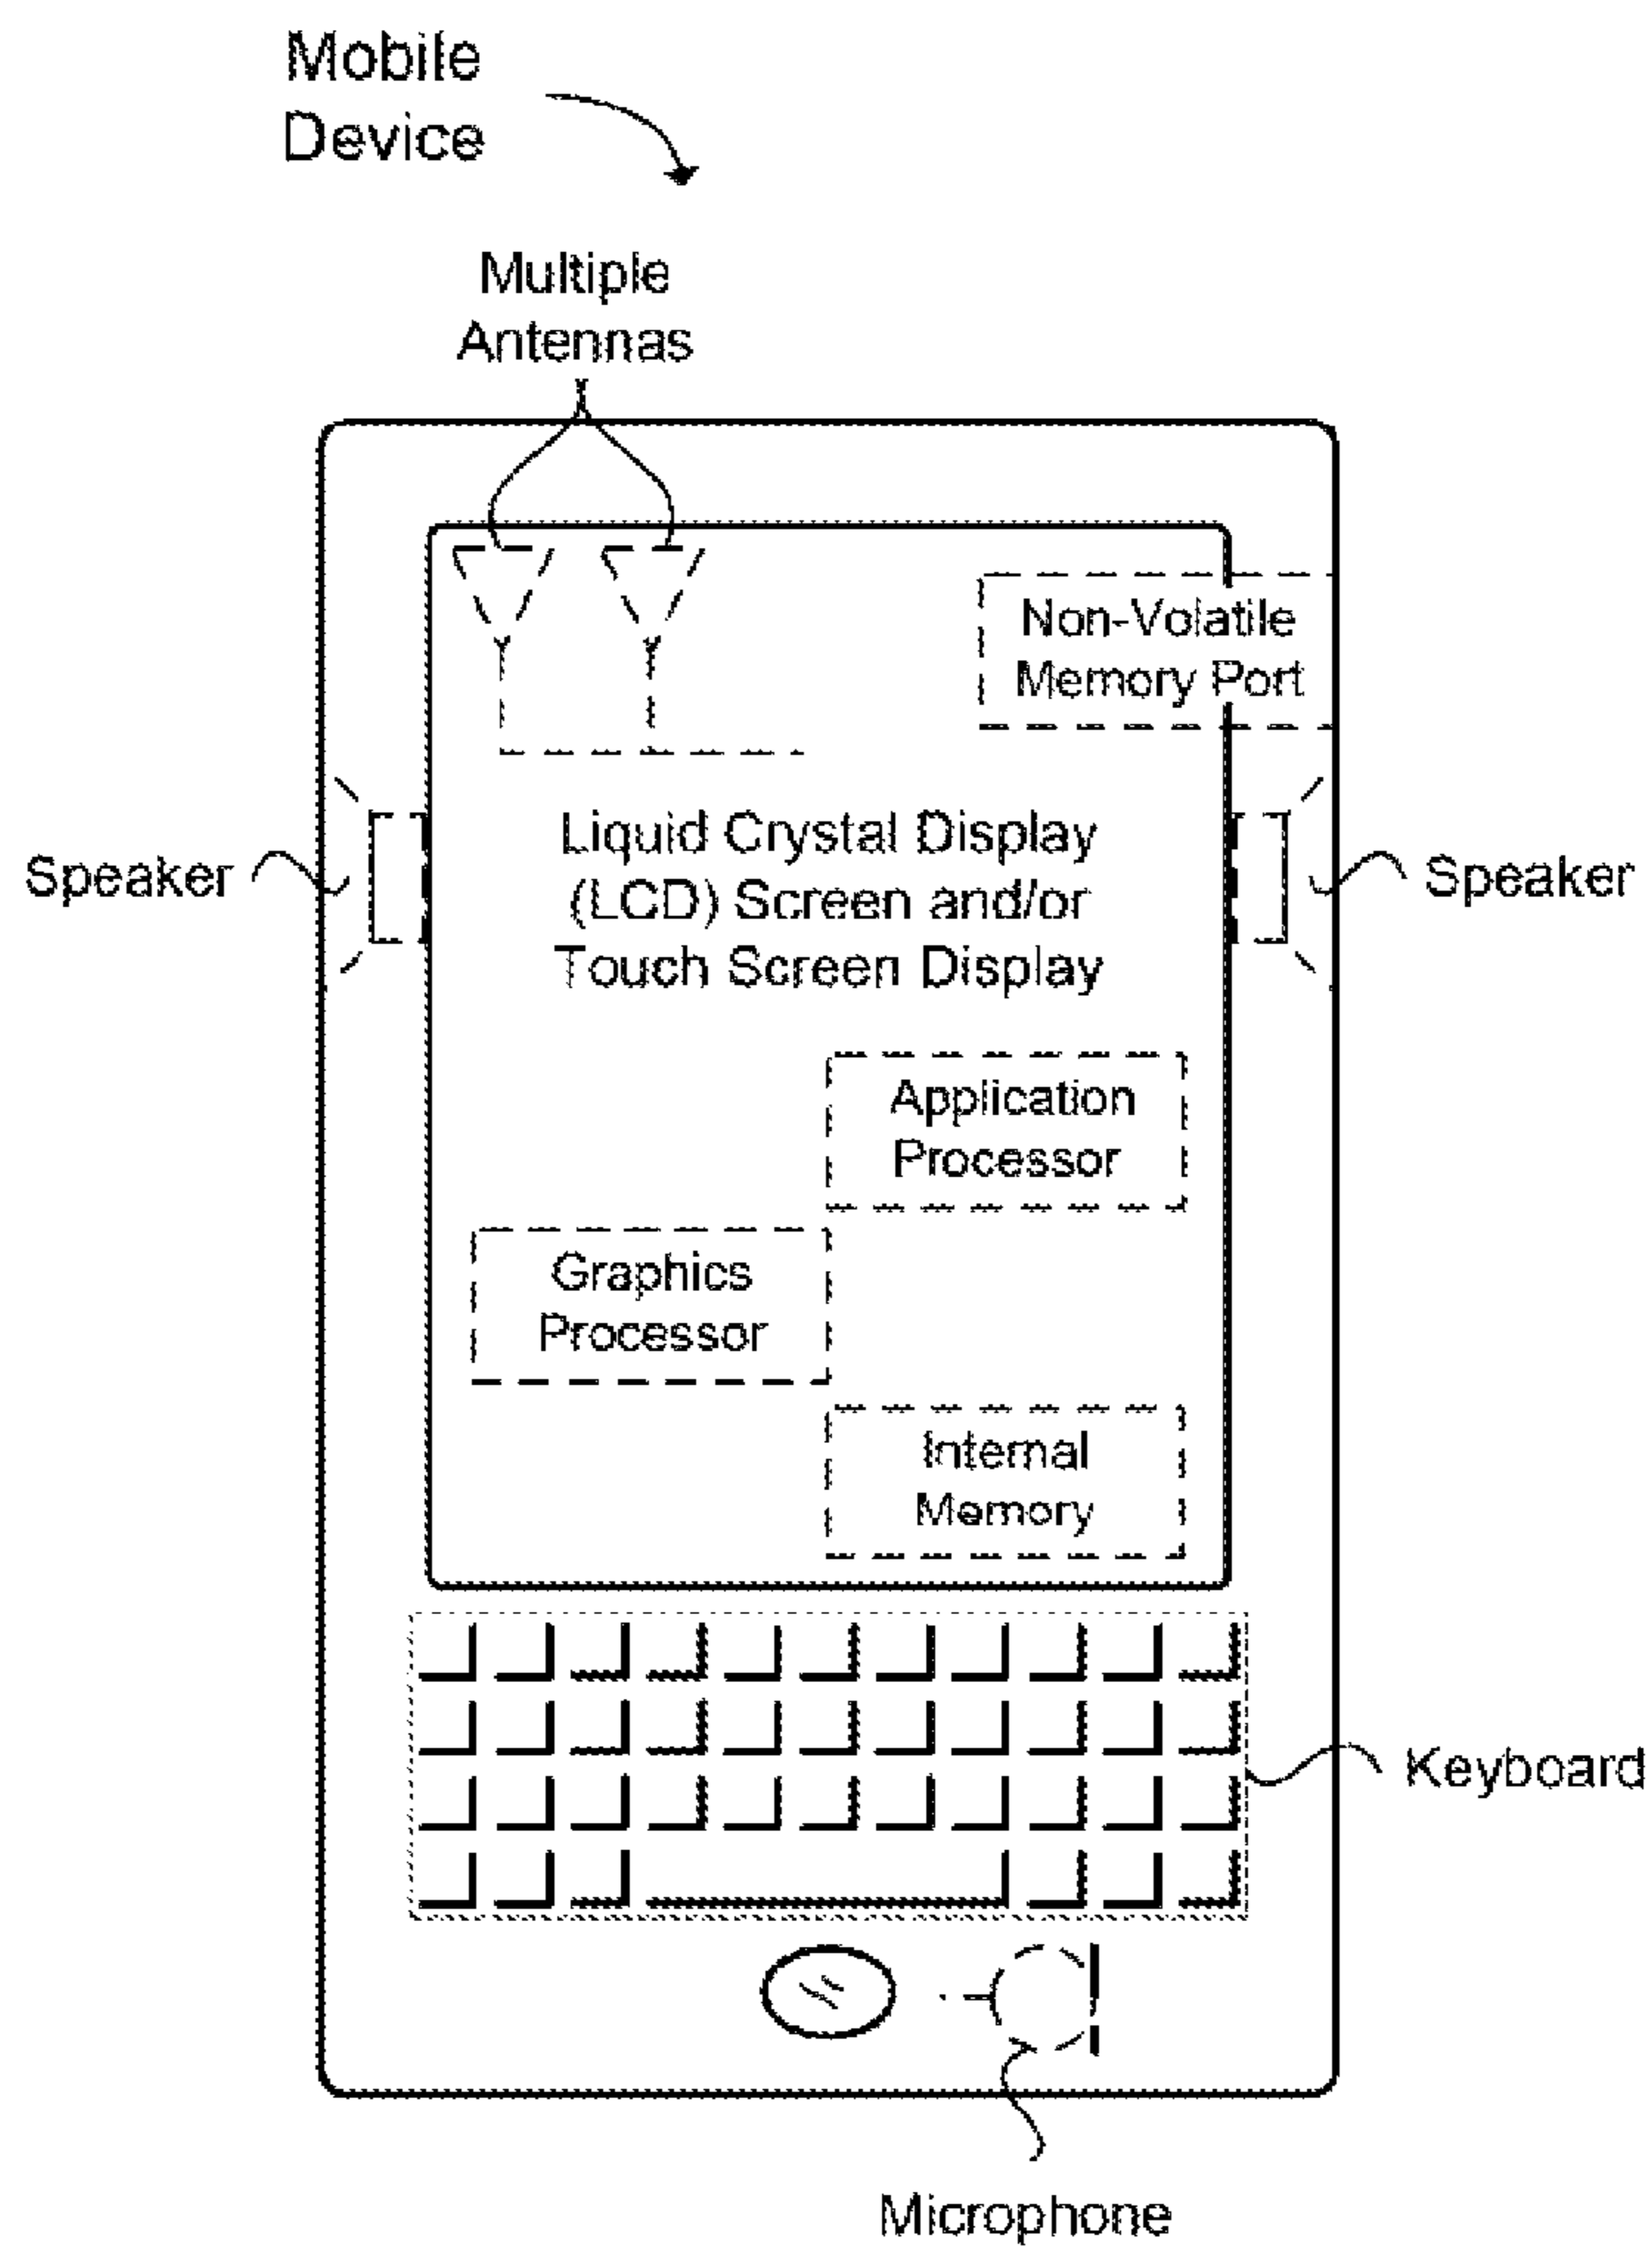 Mobile
Device
Multiple
Antennas
Non-Volatile
Memory Port
Speaker
Liquid Crystal Display
(LCD) Screen and/or
Touch Screen Display
Speaker
Application
Processor
Graphics
Processor
Internal
Memory
Keyboard
Microphone